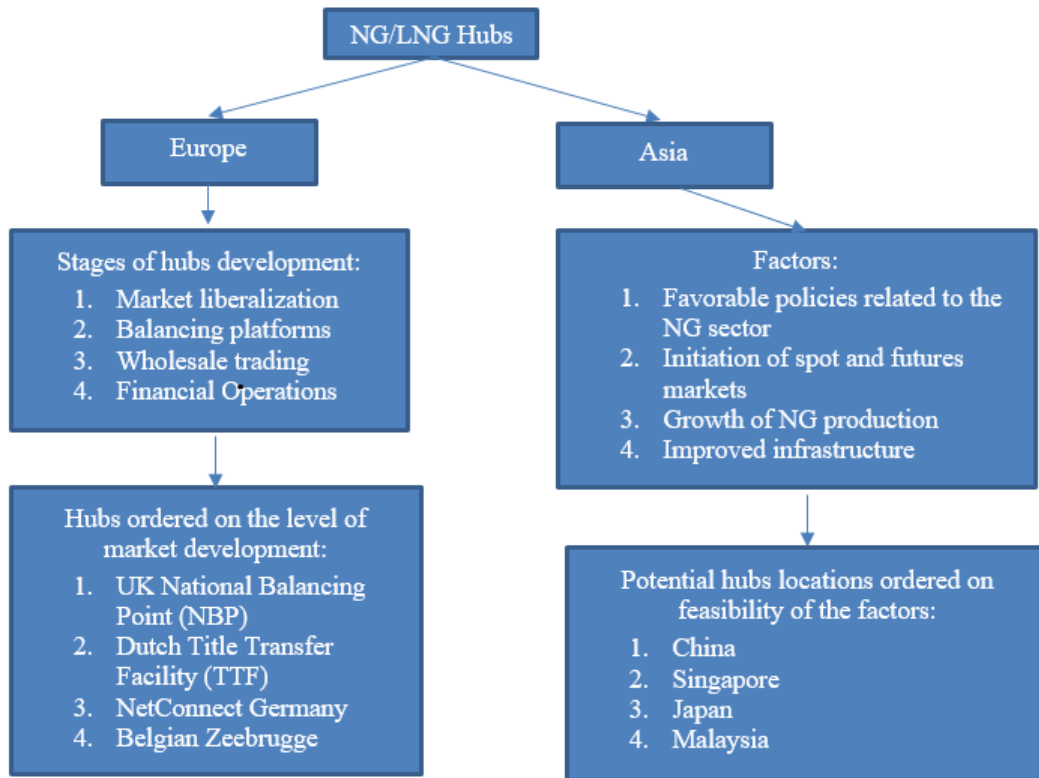 NG/LNG Hubs
Europe
Asia
Stages of hubs development:
1. Market liberalization
2. Balancing platforms
3. Wholesale trading
4. Financial Operations
Factors:
1. Favorable policies related to the
NG sector
2. Initiation of spot and futures
markets
3. Growth of NG production
4. Improved infrastructure
Hubs ordered on the level of
market development:
1. UK National Balancing
Point (NBP)
2. Dutch Title Transfer
Facility (TTF)
3. NetConnect Germany
4. Belgian Zeebrugge
Potential hubs locations ordered on
feasibility of the factors:
1. China
2. Singapore
3. Japan
4. Malaysia